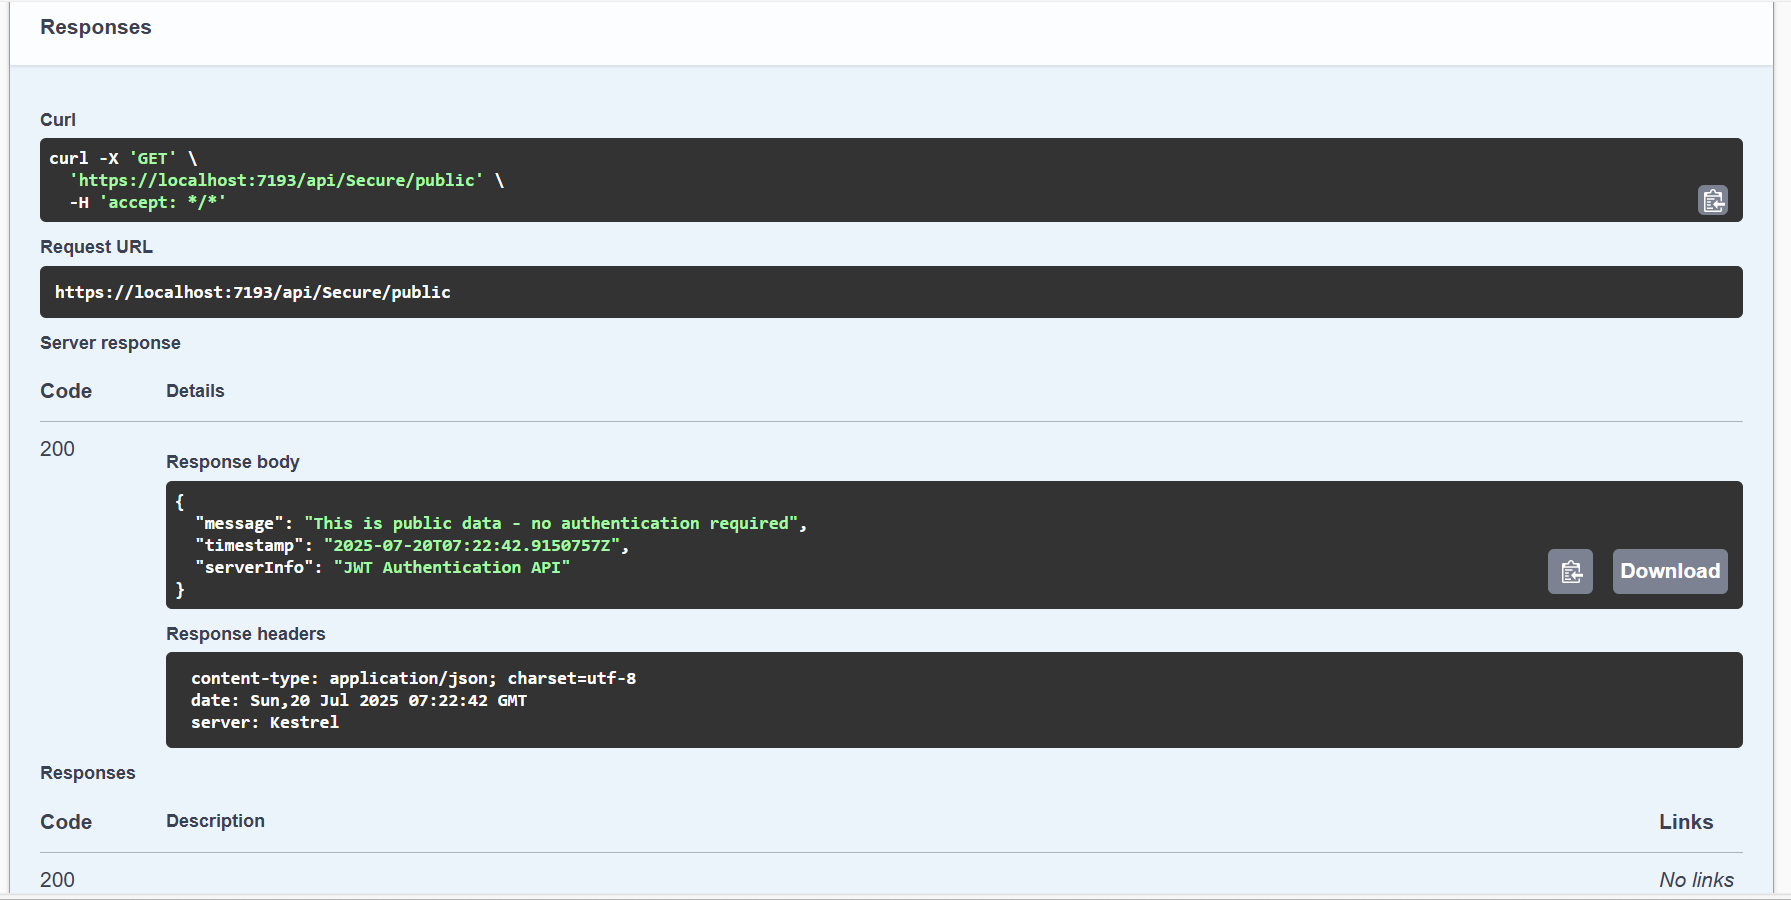 Responses
Curl
curl -X 'GET' \
'https://localhost:7193/api/Secure/public' \
-H 'accept: */*'
Request URL
https://localhost:7193/api/Secure/public
Server response
Code Details
200
Response body
{
"message": "This is public data - no authentication required",
"timestamp": "2025-07-20T07:22:42.9150757Z",
"serverInfo": "JWT Authentication API"
}
Download
Response headers
content-type: application/json; charset=utf-8
date: Sun,20 Jul 2025 07:22:42 GMT
server: Kestrel
Responses
Code Description Links
200 No links